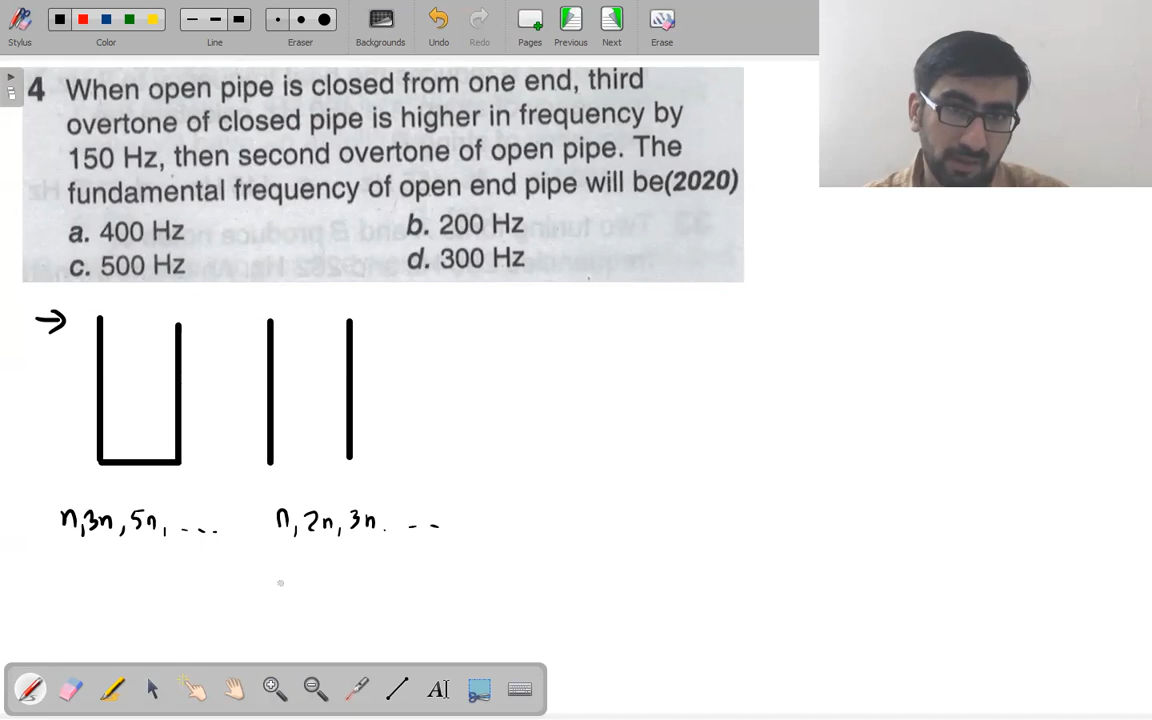 Stylus
Color
Line
Eraser
Backgrounds
Undo
Redo
Pages
Previous
Next
Erase
4 When open pipe is closed from one end, third
overtone of closed pipe is higher in frequency by
150 Hz, then second overtone of open pipe. The
fundamental frequency of open end pipe will be(2020)
a. 400 Hz
b. 200 Hz
c. 500 Hz
d. 300 Hz
n,3n,5n, ....
n,2n,3n. --
A